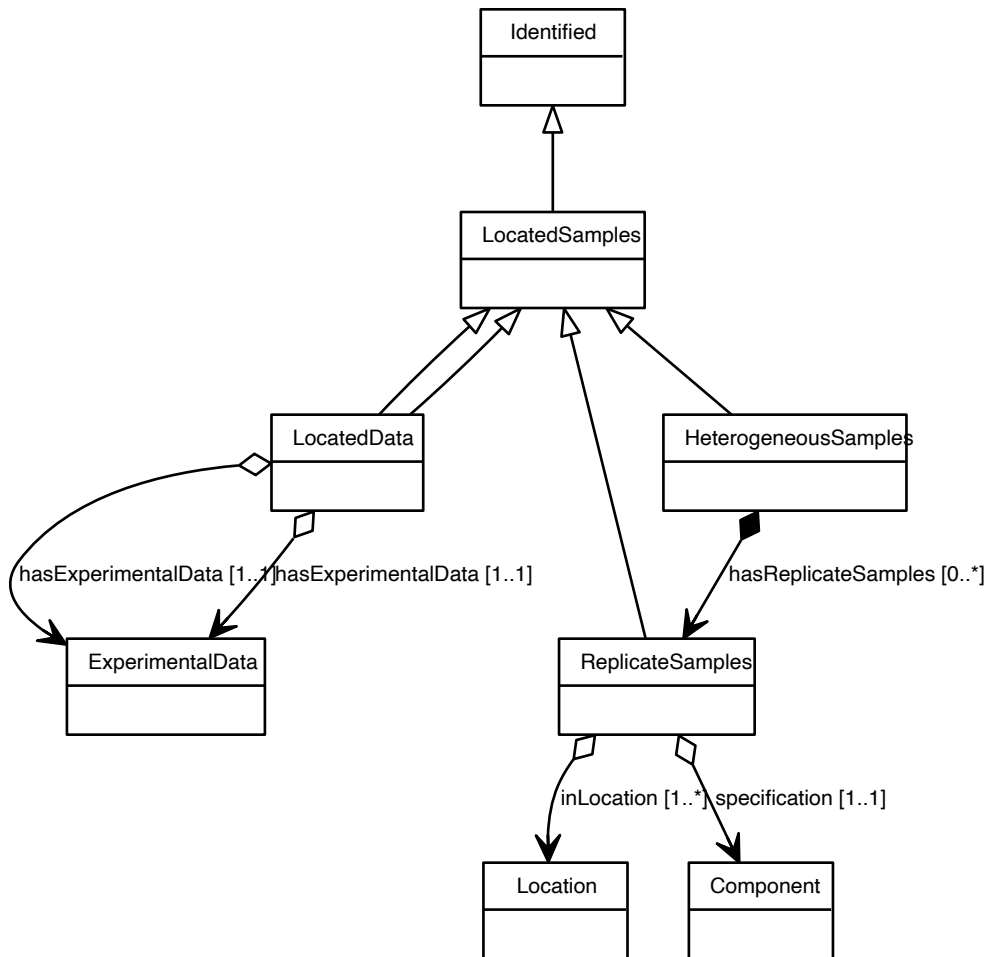 Identified
LocatedSamples
LocatedData
HeterogeneousSamples
hasExperimentalData [1..1]
hasExperimentalData [1..1]
hasReplicateSamples [0..*]
ExperimentalData
ReplicateSamples
inLocation [1..*]
specification [1..1]
Location
Component